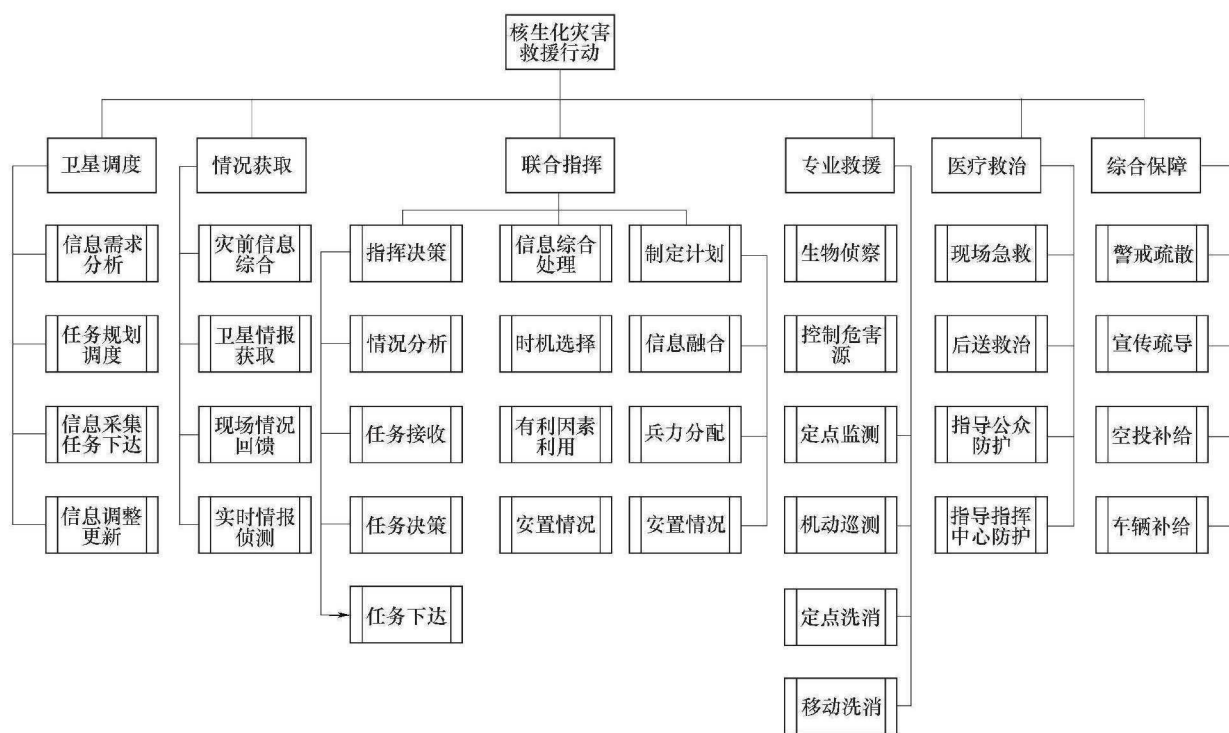 核生化灾害
救援行动
卫星调度
情况获取
联合指挥
专业救援
医疗救治
综合保障
信息需求
分析
灾前信息
综合
指挥决策
信息综合
处理
制定计划
生物侦察
现场急救
警戒疏散
任务规划
调度
卫星情报
获取
情况分析
时机选择
信息融合
控制危害
源
后送救治
宣传疏导
信息采集
任务下达
现场情况
回馈
任务接收
有利因素
利用
兵力分配
定点监测
指导公众
防护
空投补给
信息调整
更新
实时情报
侦测
任务决策
安置情况
安置情况
机动巡测
指导指挥
中心防护
车辆补给
任务下达
定点洗消
移动洗消